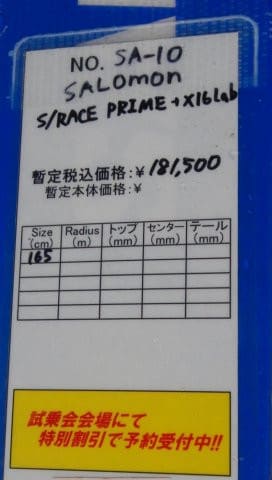 NO. SA-10
SALOMON
S/RACE PRIME + X16Lab
暫定税込価格:¥ 181,500
暫定本体価格:¥
Size (cm) Radius (m) トップ (mm) センター (mm) テール (mm)
165
試乗会会場にて
特別割引で予約受付中!!